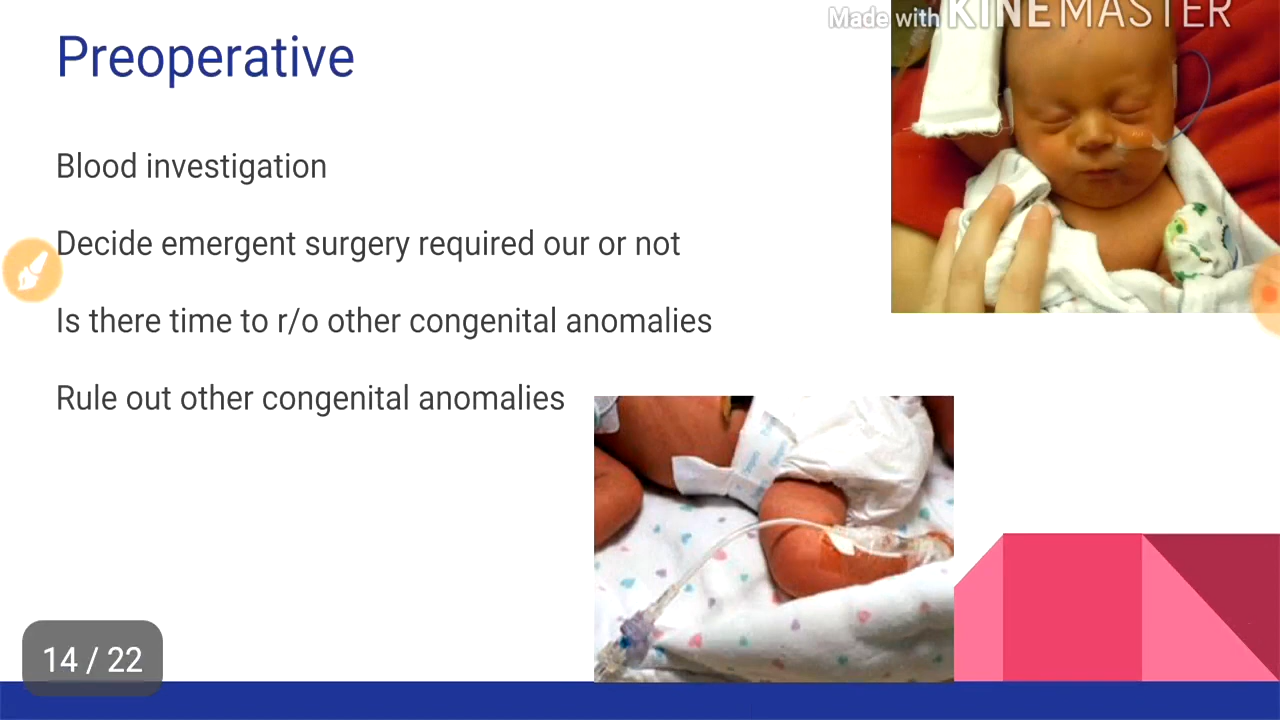 Made with KINEMASTER
Preoperative
Blood investigation
Decide emergent surgery required our or not
Is there time to r/o other congenital anomalies
Rule out other congenital anomalies
14 / 22